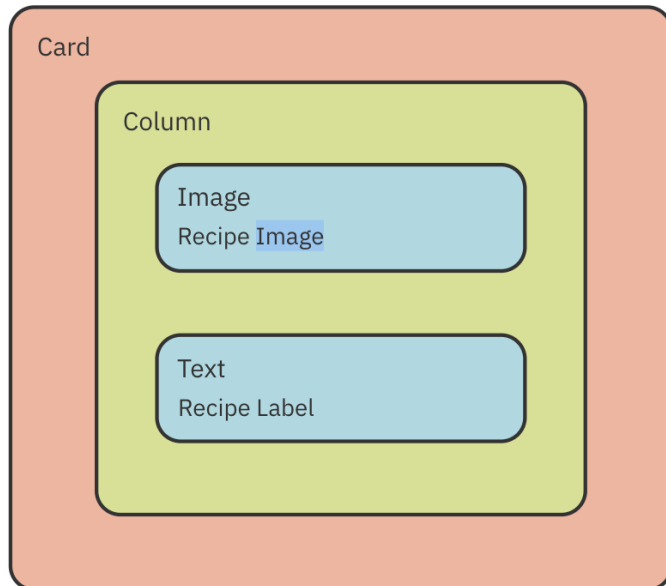 Card
Column
Image
Recipe Image
Text
Recipe Label